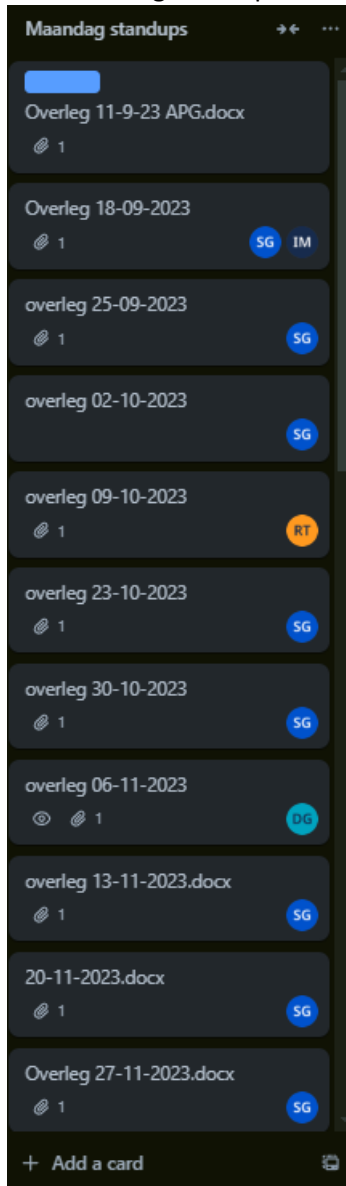 Maandag standups
Overleg 11-9-23 APG.docx
1
Overleg 18-09-2023
1 SG IM
overleg 25-09-2023
1 SG
overleg 02-10-2023
SG
overleg 09-10-2023
1 RT
overleg 23-10-2023
1 SG
overleg 30-10-2023
1 SG
overleg 06-11-2023
1 DG
overleg 13-11-2023.docx
1 SG
20-11-2023.docx
1 SG
Overleg 27-11-2023.docx
1 SG
+ Add a card